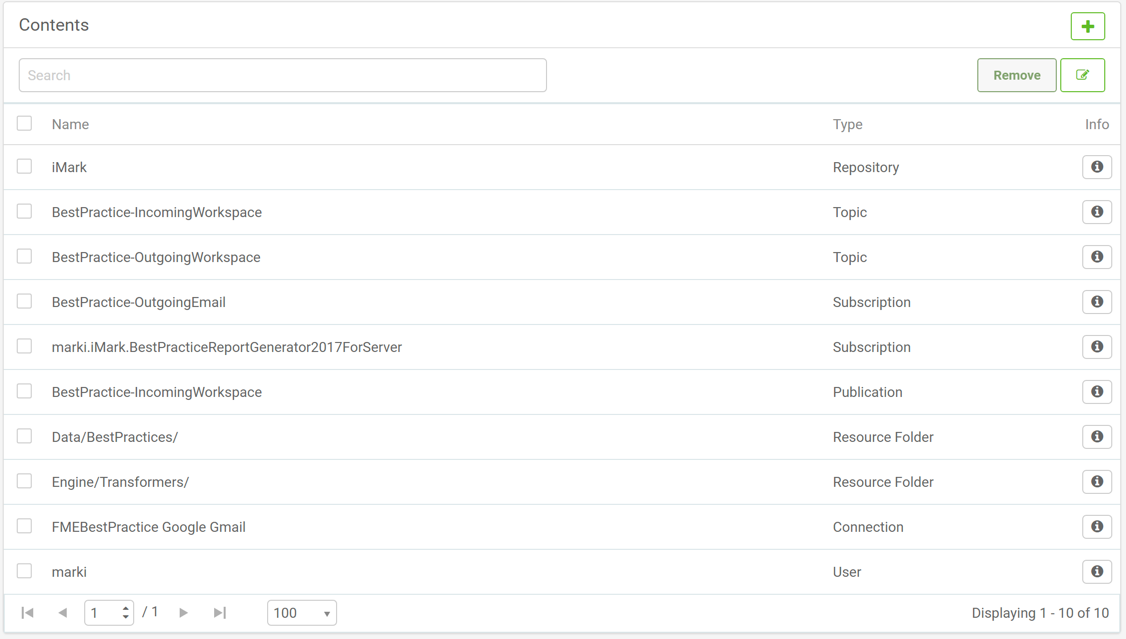 Contents
Search
Remove
Name Type Info
iMark Repository
BestPractice-IncomingWorkspace Topic
BestPractice-OutgoingWorkspace Topic
BestPractice-OutgoingEmail Subscription
marki.iMark.BestPracticeReportGenerator2017ForServer Subscription
BestPractice-IncomingWorkspace Publication
Data/BestPractices/ Resource Folder
Engine/Transformers/ Resource Folder
FMEBestPractice Google Gmail Connection
marki User
1 / 1 100 Displaying 1 - 10 of 10